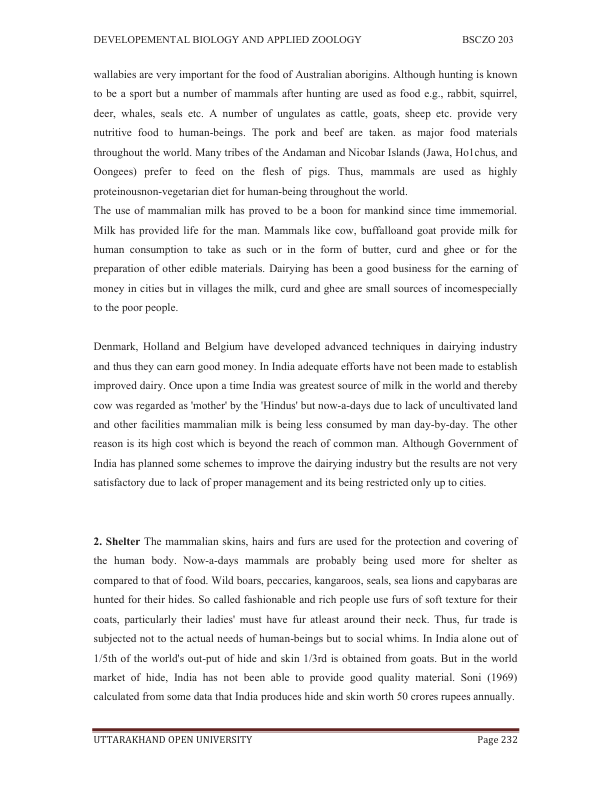 DEVELOPEMENTAL BIOLOGY AND APPLIED ZOOLOGY BSCZO 203
wallabies are very important for the food of Australian aborigins. Although hunting is known
to be a sport but a number of mammals after hunting are used as food e.g., rabbit, squirrel,
deer, whales, seals etc. A number of ungulates as cattle, goats, sheep etc. provide very
nutritive food to human-beings. The pork and beef are taken. as major food materials
throughout the world. Many tribes of the Andaman and Nicobar Islands (Jawa, Ho1chus, and
Oongees) prefer to feed on the flesh of pigs. Thus, mammals are used as highly
proteinousnon-vegetarian diet for human-being throughout the world.
The use of mammalian milk has proved to be a boon for mankind since time immemorial.
Milk has provided life for the man. Mammals like cow, buffalloand goat provide milk for
human consumption to take as such or in the form of butter, curd and ghee or for the
preparation of other edible materials. Dairying has been a good business for the earning of
money in cities but in villages the milk, curd and ghee are small sources of incomespecially
to the poor people.
Denmark, Holland and Belgium have developed advanced techniques in dairying industry
and thus they can earn good money. In India adequate efforts have not been made to establish
improved dairy. Once upon a time India was greatest source of milk in the world and thereby
cow was regarded as 'mother' by the 'Hindus' but now-a-days due to lack of uncultivated land
and other facilities mammalian milk is being less consumed by man day-by-day. The other
reason is its high cost which is beyond the reach of common man. Although Government of
India has planned some schemes to improve the dairying industry but the results are not very
satisfactory due to lack of proper management and its being restricted only up to cities.
2. Shelter The mammalian skins, hairs and furs are used for the protection and covering of
the human body. Now-a-days mammals are probably being used more for shelter as
compared to that of food. Wild boars, peccaries, kangaroos, seals, sea lions and capybaras are
hunted for their hides. So called fashionable and rich people use furs of soft texture for their
coats, particularly their ladies' must have fur atleast around their neck. Thus, fur trade is
subjected not to the actual needs of human-beings but to social whims. In India alone out of
1/5th of the world's out-put of hide and skin 1/3rd is obtained from goats. But in the world
market of hide, India has not been able to provide good quality material. Soni (1969)
calculated from some data that India produces hide and skin worth 50 crores rupees annually.
UTTARAKHAND OPEN UNIVERSITY Page 232